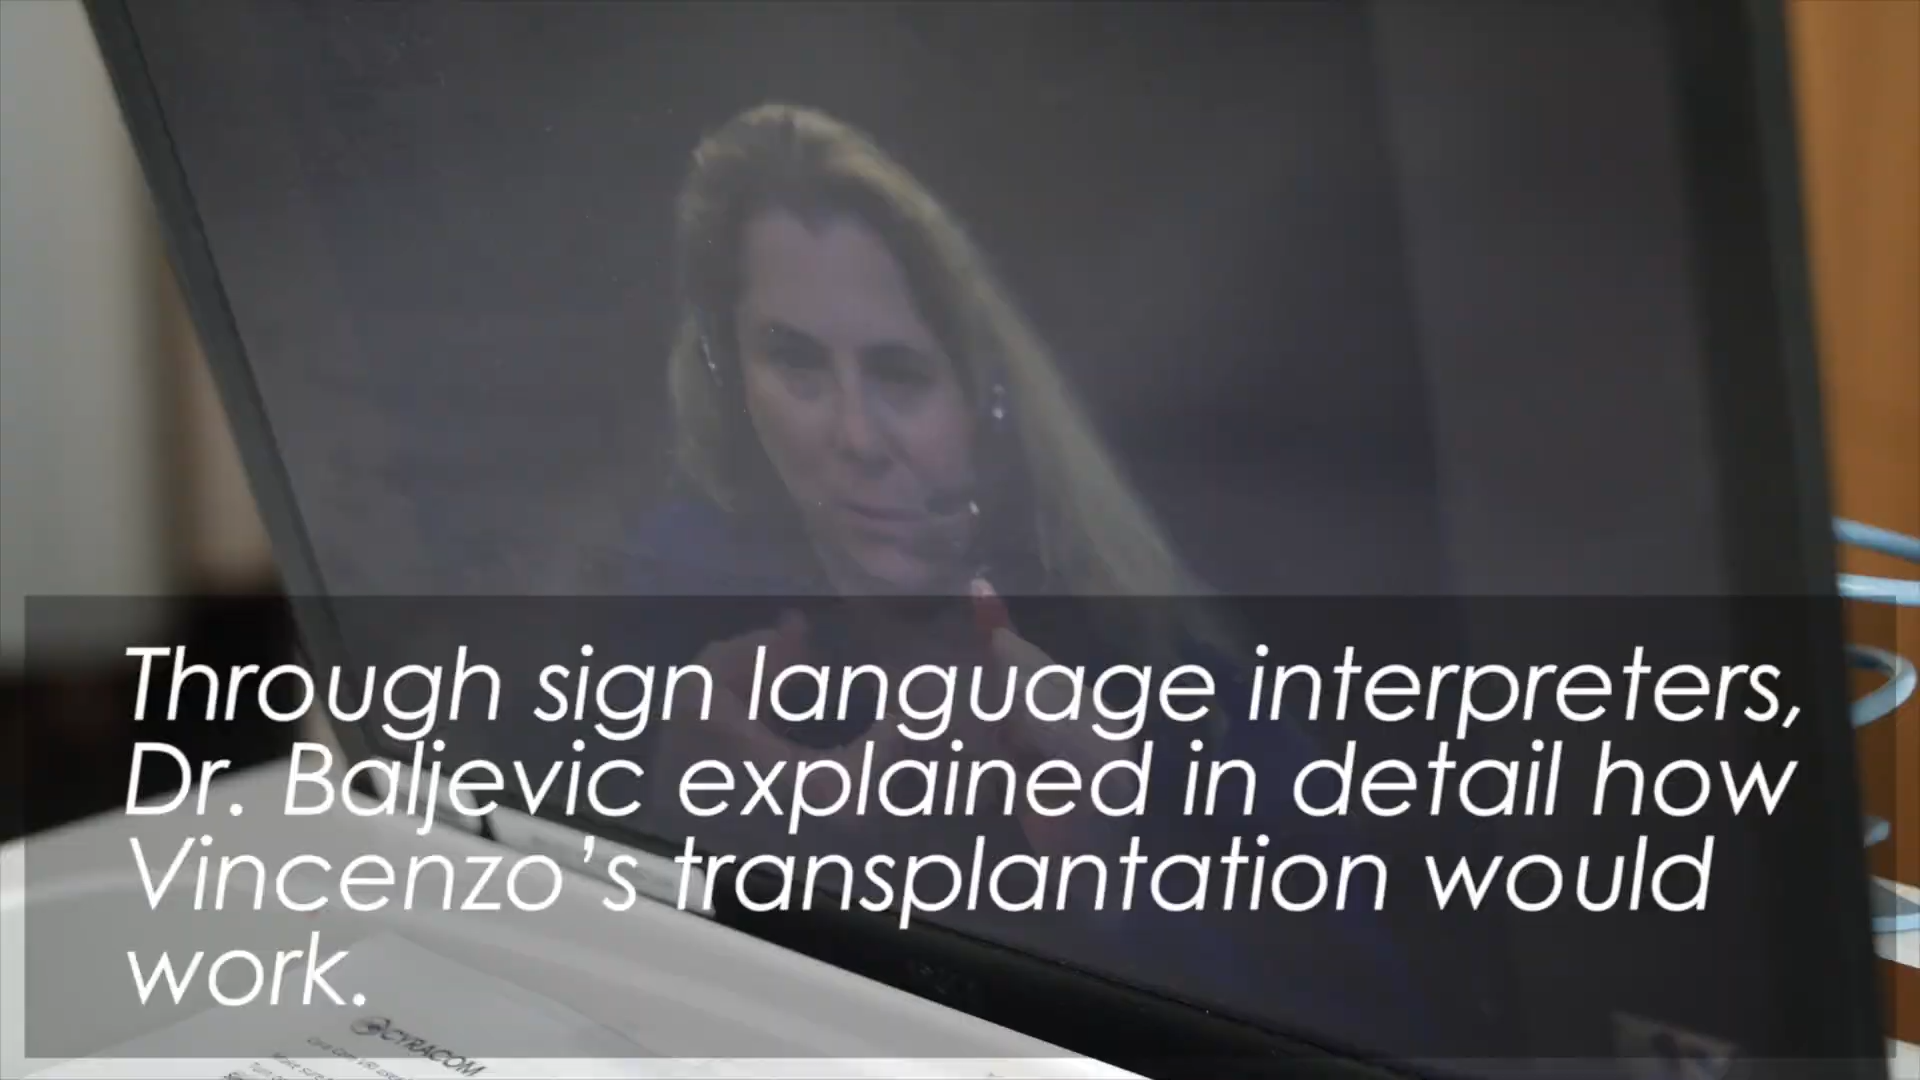 Through sign language interpreters,
Dr. Baljevic explained in detail how
Vincenzo's transplantation would
work.
CYRACOM